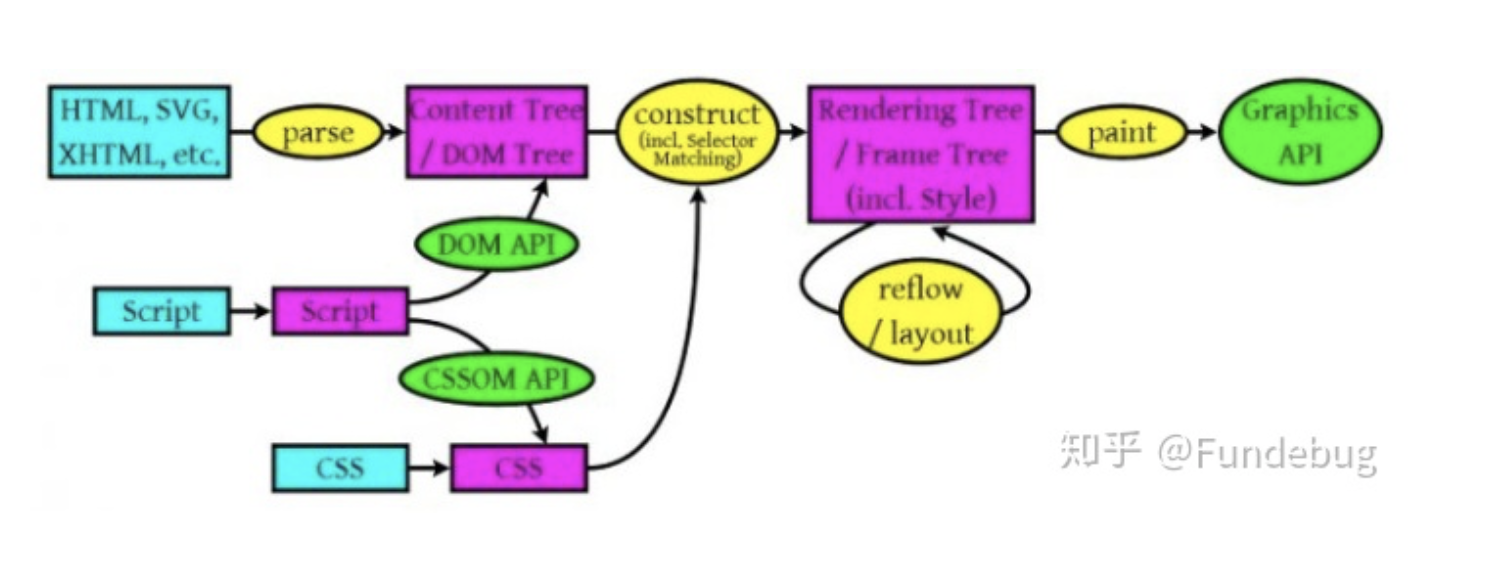 HTML, SVG,
XHTML, etc.
parse
Content Tree
/ DOM Tree
construct
(incl. Selector
Matching)
Rendering Tree
/ Frame Tree
(incl. Style)
paint
Graphics
API
DOM API
Script
Script
reflow
/ layout
CSSOM API
CSS
CSS
知乎 @Fundebug